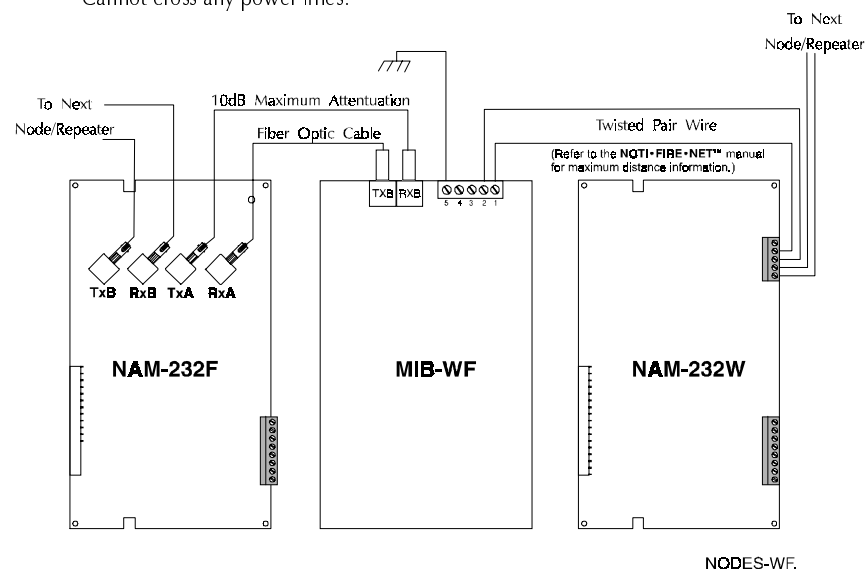 Cannot cross any power lines.
To Next
Node/Repeater
To Next
Node/Repeater
10dB Maximum Attentuation
Fiber Optic Cable
Twisted Pair Wire
(Refer to the NOTI•FIRE•NET™ manual
for maximum distance information.)
TXB RXB
5 4 3 2 1
TxB RxB TxA RxA
NAM-232F
MIB-WF
NAM-232W
NODES-WF.